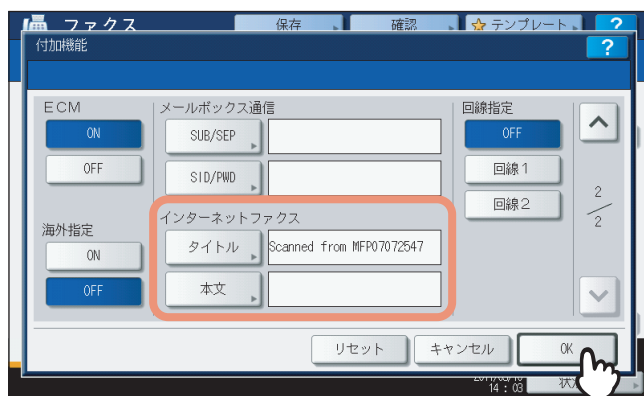 ファクス
保存
確認
テンプレート
?
付加機能
?
ECM
ON
OFF
海外指定
ON
OFF
メールボックス通信
SUB/SEP
SID/PWD
インターネットファクス
タイトル
Scanned from MFP07072547
本文
回線指定
OFF
回線1
回線2
2
2
リセット
キャンセル
OK
14:03